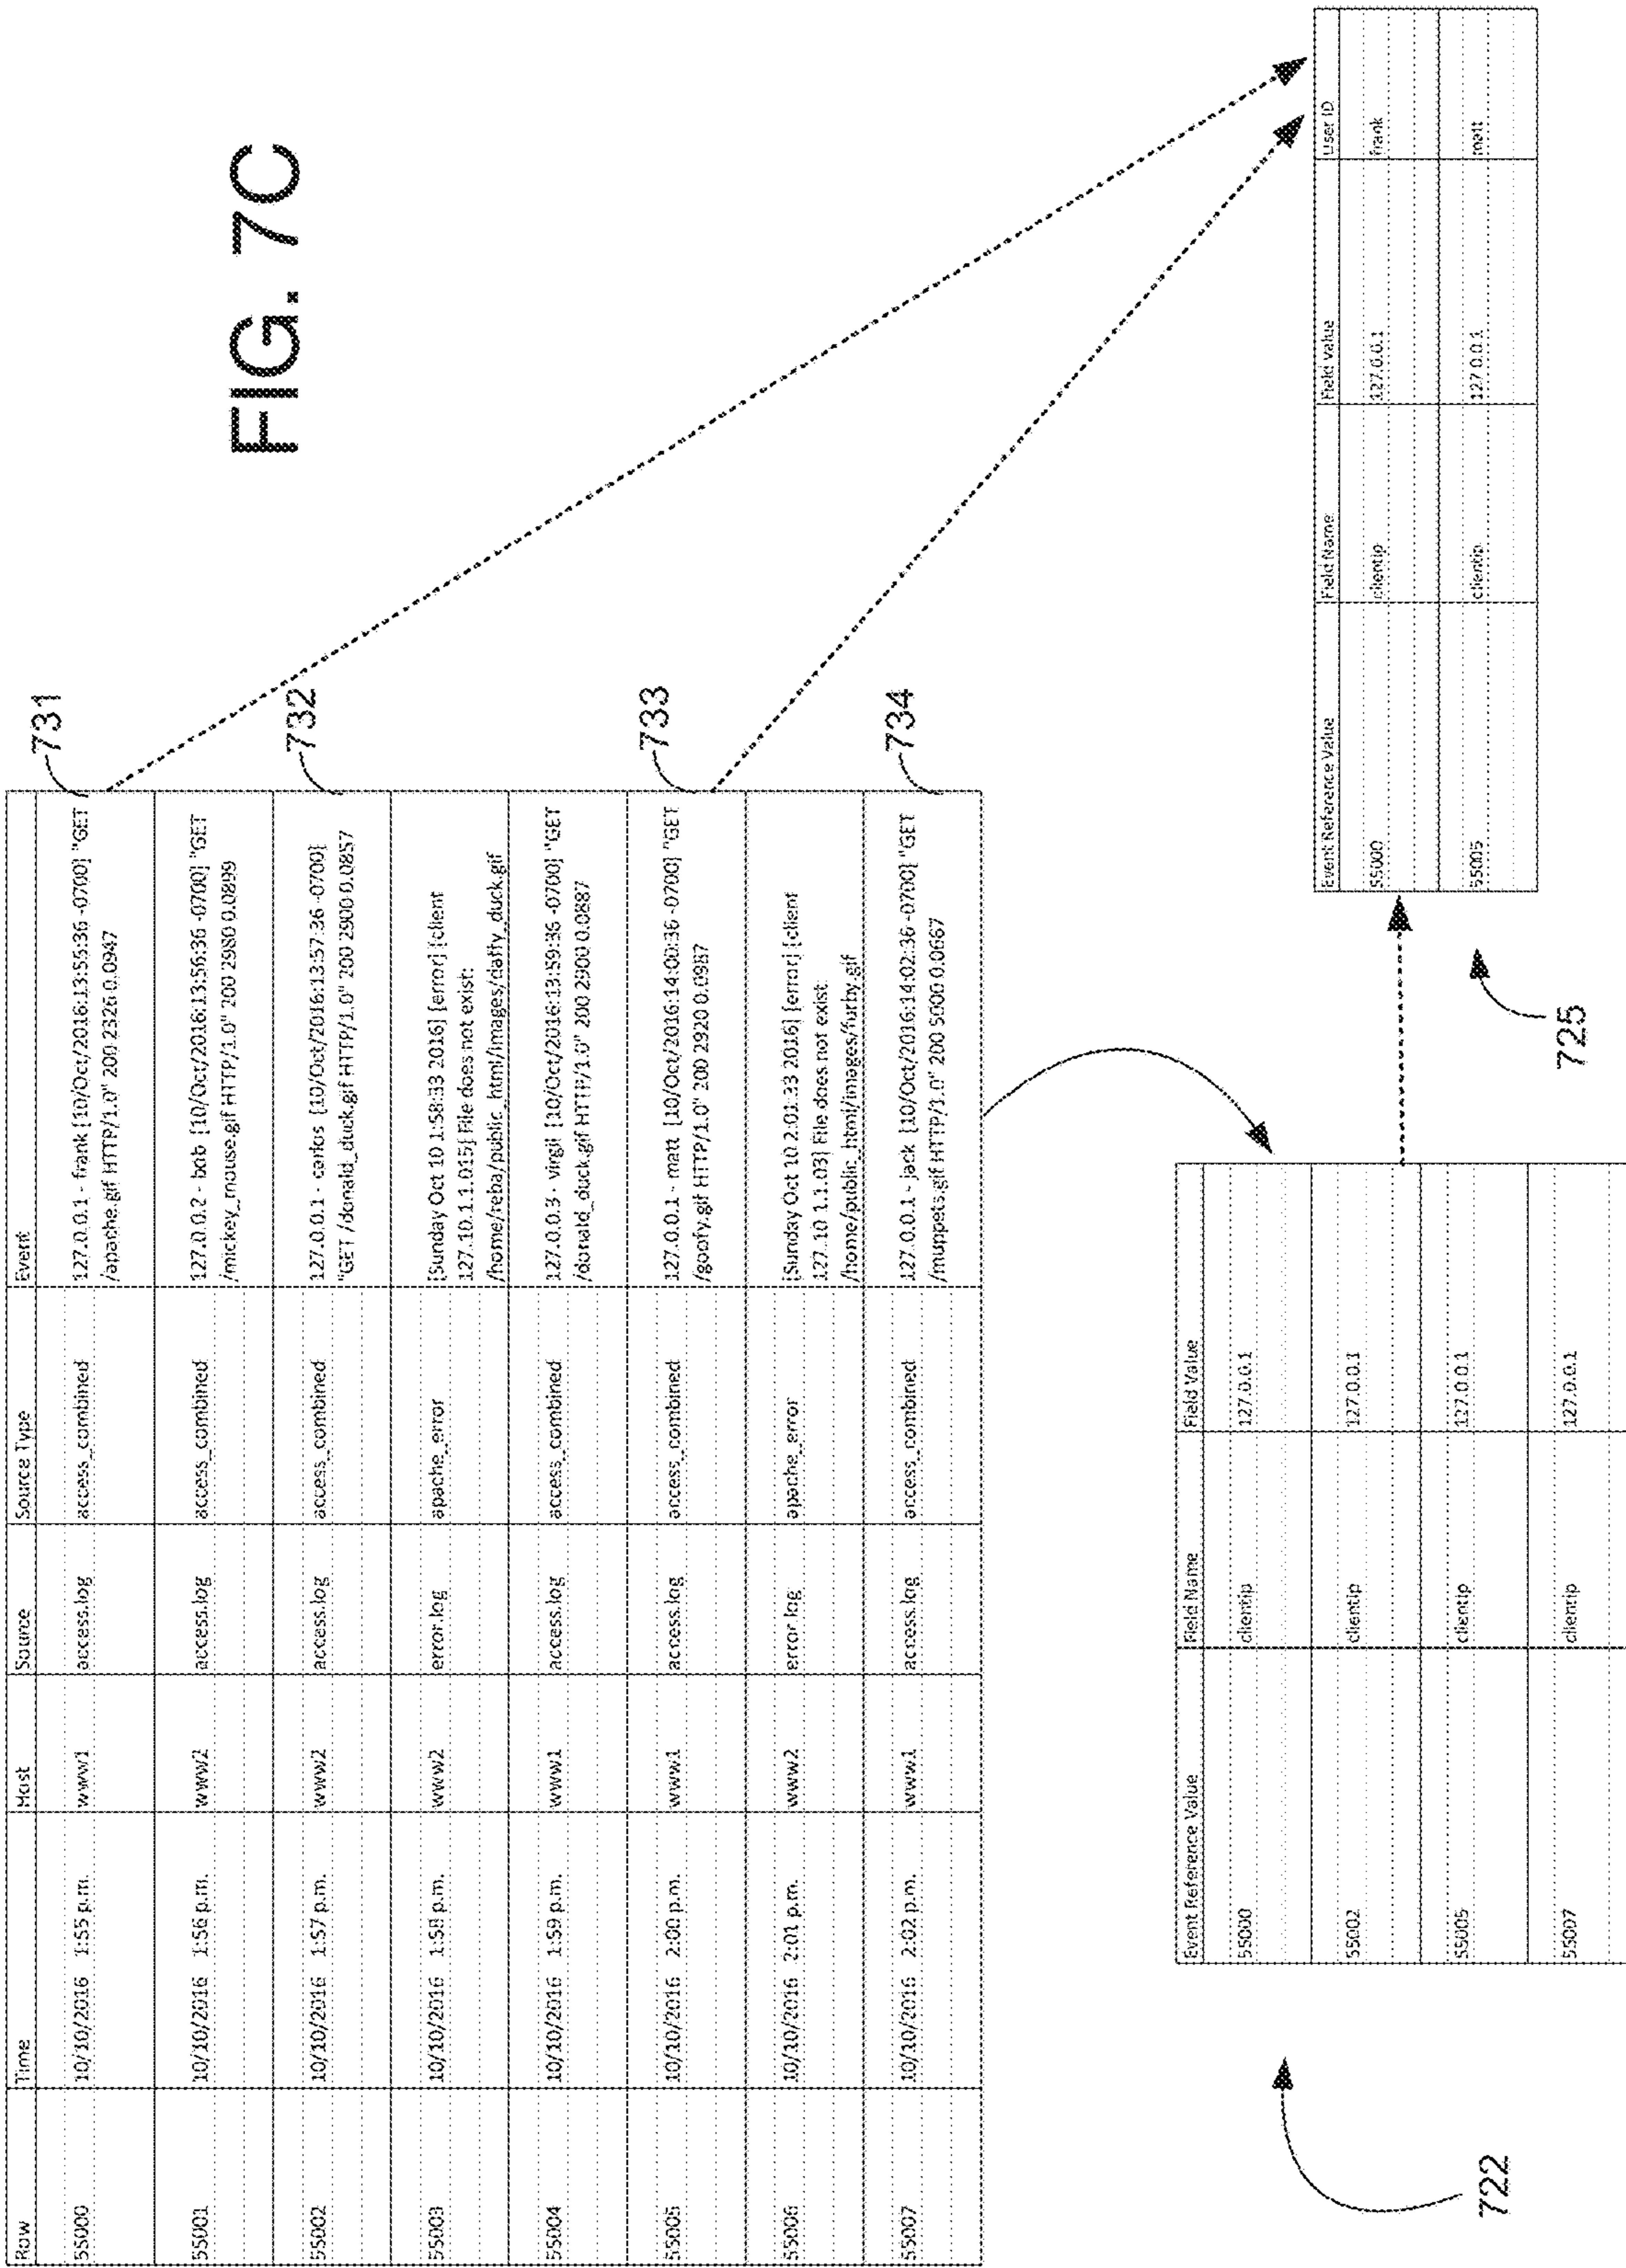 FIG. 7C
Row Time Host Source Source Type Event
55000 10/10/2016 1:55 p.m. www1 access.log access_combined 127.0.0.1 - frank [10/Oct/2016:13:55:36 -0700] "GET
/apache.gif HTTP/1.0" 200 2326 0.0947
731
55001 10/10/2016 1:56 p.m. www2 access.log access_combined 127.0.0.2 - bob [10/Oct/2016:13:56:36 -0700] "GET
/mickey_mouse.gif HTTP/1.0" 200 2980 0.0899
55002 10/10/2016 1:57 p.m. www2 access.log access_combined 127.0.0.1 - carlos [10/Oct/2016:13:57:36 -0700]
"GET /donald_duck.gif HTTP/1.0" 200 2900 0.0857
732
55003 10/10/2016 1:58 p.m. www2 error.log apache_error [Sunday Oct 10 1:58:33 2016] [error] [client
127.10.1.1.015] File does not exist:
/home/reba/public_html/images/daffy_duck.gif
55004 10/10/2016 1:59 p.m. www1 access.log access_combined 127.0.0.3 - virgil [10/Oct/2016:13:59:36 -0700] "GET
/donald_duck.gif HTTP/1.0" 200 2900 0.0887
55005 10/10/2016 2:00 p.m. www1 access.log access_combined 127.0.0.1 - matt [10/Oct/2016:14:00:36 -0700] "GET
/goofy.gif HTTP/1.0" 200 2920 0.0987
733
55006 10/10/2016 2:01 p.m. www2 error.log apache_error [Sunday Oct 10 2:01:33 2016] [error] [client
127.10.1.1.03] File does not exist:
/home/public_html/images/furby.gif
55007 10/10/2016 2:02 p.m. www1 access.log access_combined 127.0.0.1 - jack [10/Oct/2016:14:02:36 -0700] "GET
/muppets.gif HTTP/1.0" 200 5000 0.0667
734
722
Event Reference Value Field Name Field Value
55000 clientip 127.0.0.1
55002 clientip 127.0.0.1
55005 clientip 127.0.0.1
55007 clientip 127.0.0.1
725
Event Reference Value Field Name Field Value User ID
55000 clientip 127.0.0.1 frank
55005 clientip 127.0.0.1 matt